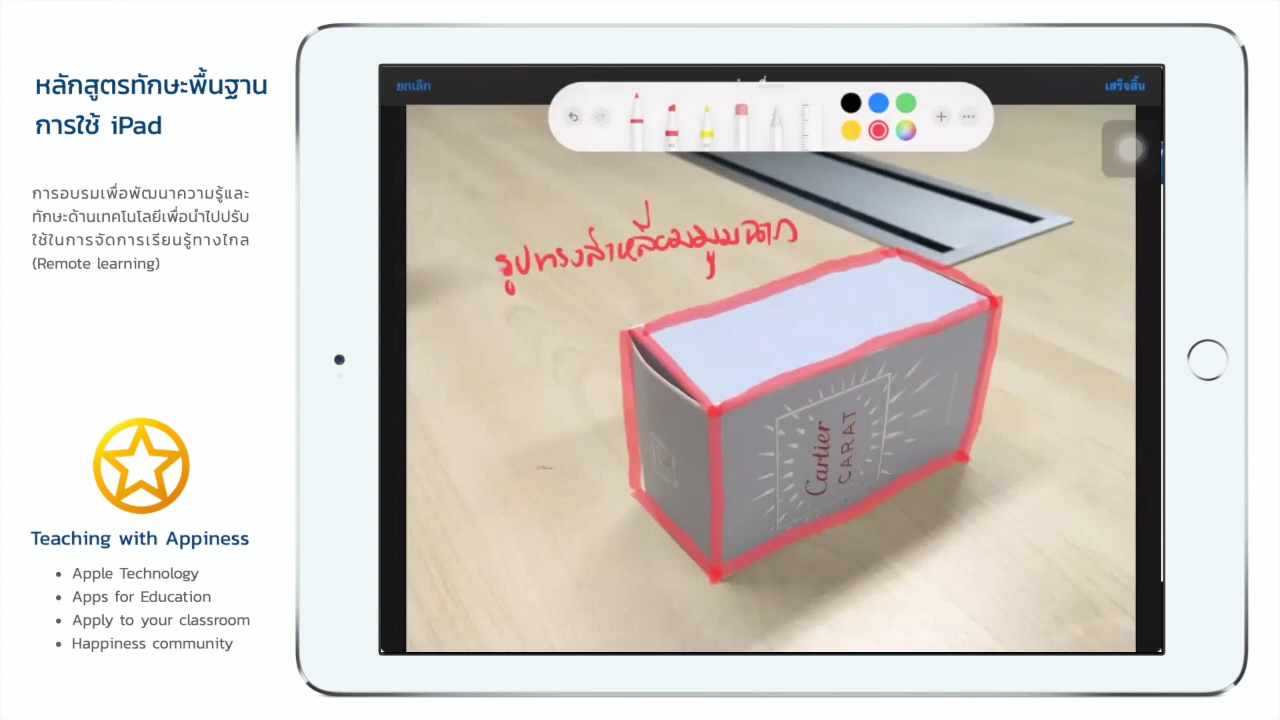 หลักสูตรทักษะพื้นฐาน
การใช้ iPad
การอบรมเพื่อพัฒนาความรู้และ
ทักษะด้านเทคโนโลยีเพื่อนำไปปรับ
ใช้ในการจัดการเรียนรู้ทางไกล
(Remote learning)
Teaching with Appiness
Apple Technology
Apps for Education
Apply to your classroom
Happiness community
ยกเลิก
เสร็จสิ้น
รูปทรงสี่เหลี่ยมมุมฉาก
Cartier
CARAT